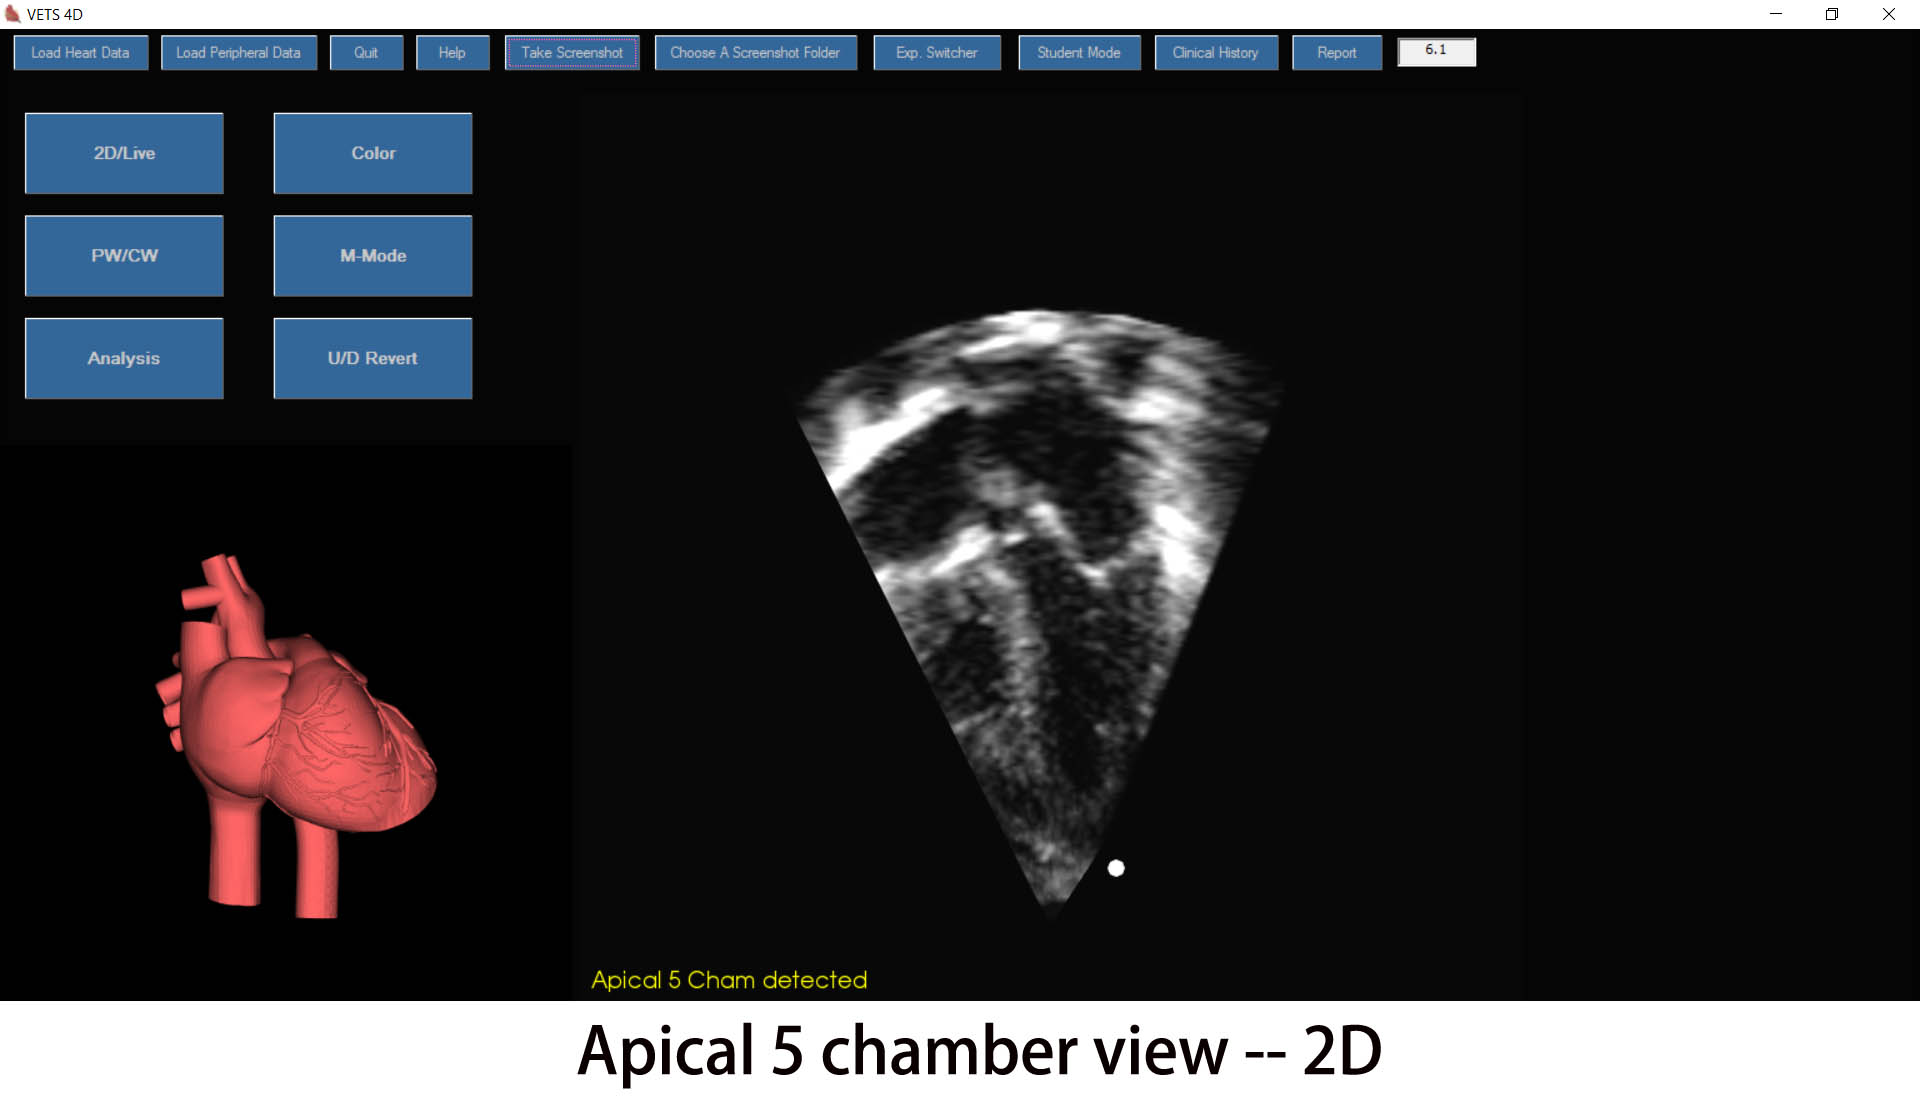 VETS 4D
Load Heart Data
Load Peripheral Data
Quit
Help
Take Screenshot
Choose A Screenshot Folder
Exp. Switcher
Student Mode
Clinical History
Report
6.1
2D/Live
Color
PW/CW
M-Mode
Analysis
U/D Revert
Apical 5 Cham detected
Apical 5 chamber view -- 2D